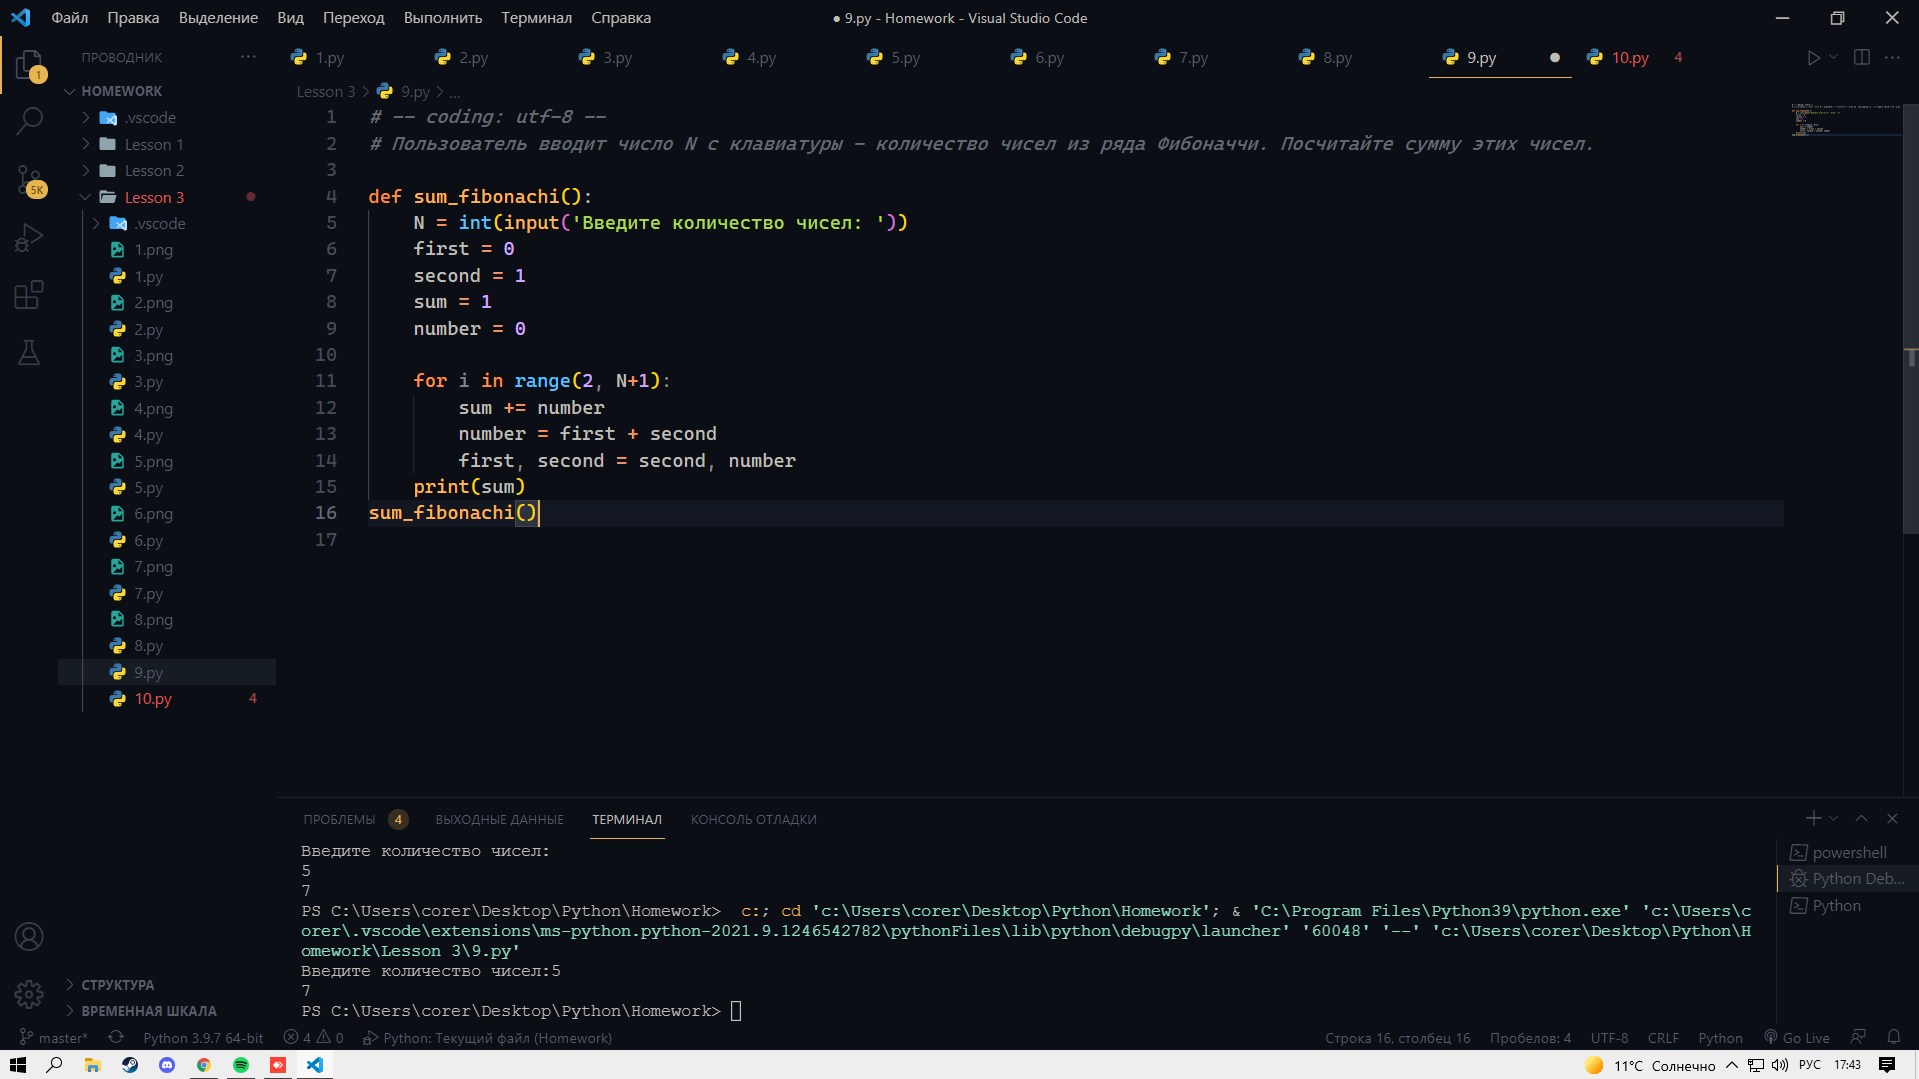 Файл Правка Выделение Вид Переход Выполнить Терминал Справка
● 9.py - Homework - Visual Studio Code
ПРОВОДНИК ...
1.py 2.py 3.py 4.py 5.py 6.py 7.py 8.py 9.py ● 10.py 4
HOMEWORK
.vscode
Lesson 1
Lesson 2
Lesson 3
.vscode
1.png
1.py
2.png
2.py
3.png
3.py
4.png
4.py
5.png
5.py
6.png
6.py
7.png
7.py
8.png
8.py
9.py
10.py 4
СТРУКТУРА
ВРЕМЕННАЯ ШКАЛА
1
5K
Lesson 3 > 9.py > ...
1 # -- coding: utf-8 --
2 # Пользователь вводит число N с клавиатуры - количество чисел из ряда Фибоначчи. Посчитайте сумму этих чисел.
3
4 def sum_fibonachi():
5 N = int(input('Введите количество чисел: '))
6 first = 0
7 second = 1
8 sum = 1
9 number = 0
10
11 for i in range(2, N+1):
12 sum += number
13 number = first + second
14 first, second = second, number
15 print(sum)
16 sum_fibonachi()
17
ПРОБЛЕМЫ 4 ВЫХОДНЫЕ ДАННЫЕ ТЕРМИНАЛ КОНСОЛЬ ОТЛАДКИ
Введите количество чисел:
5
7
PS C:\Users\corer\Desktop\Python\Homework>  c:; cd 'c:\Users\corer\Desktop\Python\Homework'; & 'C:\Program Files\Python39\python.exe' 'c:\Users\c
orer\.vscode\extensions\ms-python.python-2021.9.1246542782\pythonFiles\lib\python\debugpy\launcher' '60048' '--' 'c:\Users\corer\Desktop\Python\H
omework\Lesson 3\9.py'
Введите количество чисел:5
7
PS C:\Users\corer\Desktop\Python\Homework>
powershell
Python Deb...
Python
master* Python 3.9.7 64-bit 4 0 Python: Текущий файл (Homework)
Строка 16, столбец 16 Пробелов: 4 UTF-8 CRLF Python Go Live
11°C Солнечно РУС 17:43